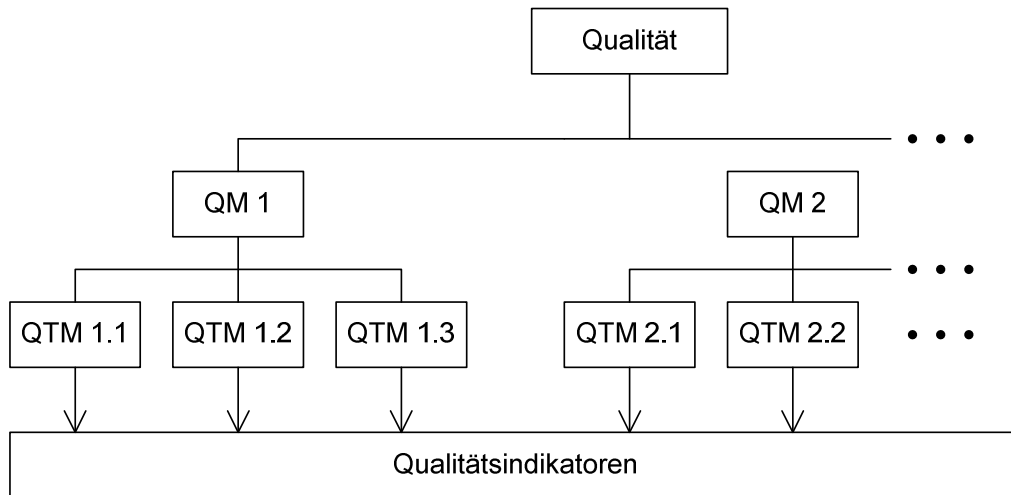 Qualität
QM 1
QM 2
QTM 1.1
QTM 1.2
QTM 1.3
QTM 2.1
QTM 2.2
Qualitätsindikatoren